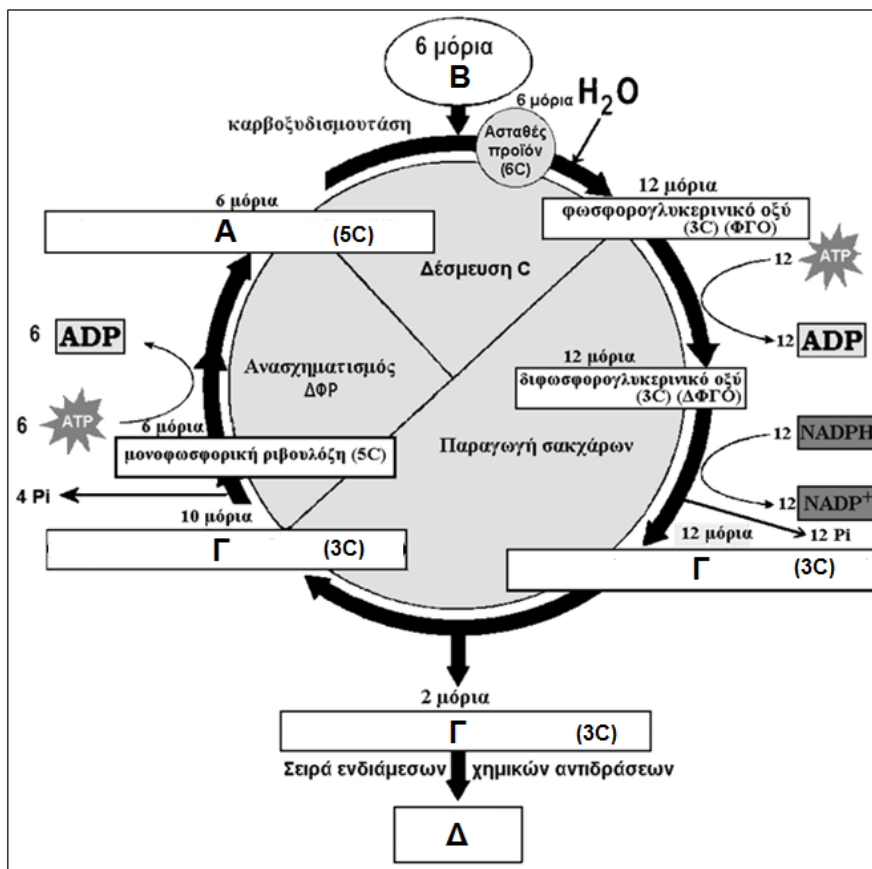 6 μόρια
Β
6 μόρια H₂O
καρβοξυδισμουτάση
Ασταθές
προϊόν
(6C)
12 μόρια
φωσφορογλυκερινικό οξύ
(3C) (ΦΓΟ)
6 μόρια
Α (5C)
Δέσμευση C
12 ATP
12 ADP
6 ADP
Ανασχηματισμός
ΔΦΡ
12 μόρια
διφωσφορογλυκερινικό οξύ
(3C) (ΔΦΓΟ)
6 ATP
6 μόρια
μονοφωσφορική ριβουλόζη (5C)
Παραγωγή σακχάρων
12 NADPH
12 NADP⁺
4 Pi
10 μόρια
Γ (3C)
12 μόρια
12 Pi
Γ (3C)
2 μόρια
Γ (3C)
Σειρά ενδιάμεσων χημικών αντιδράσεων
Δ